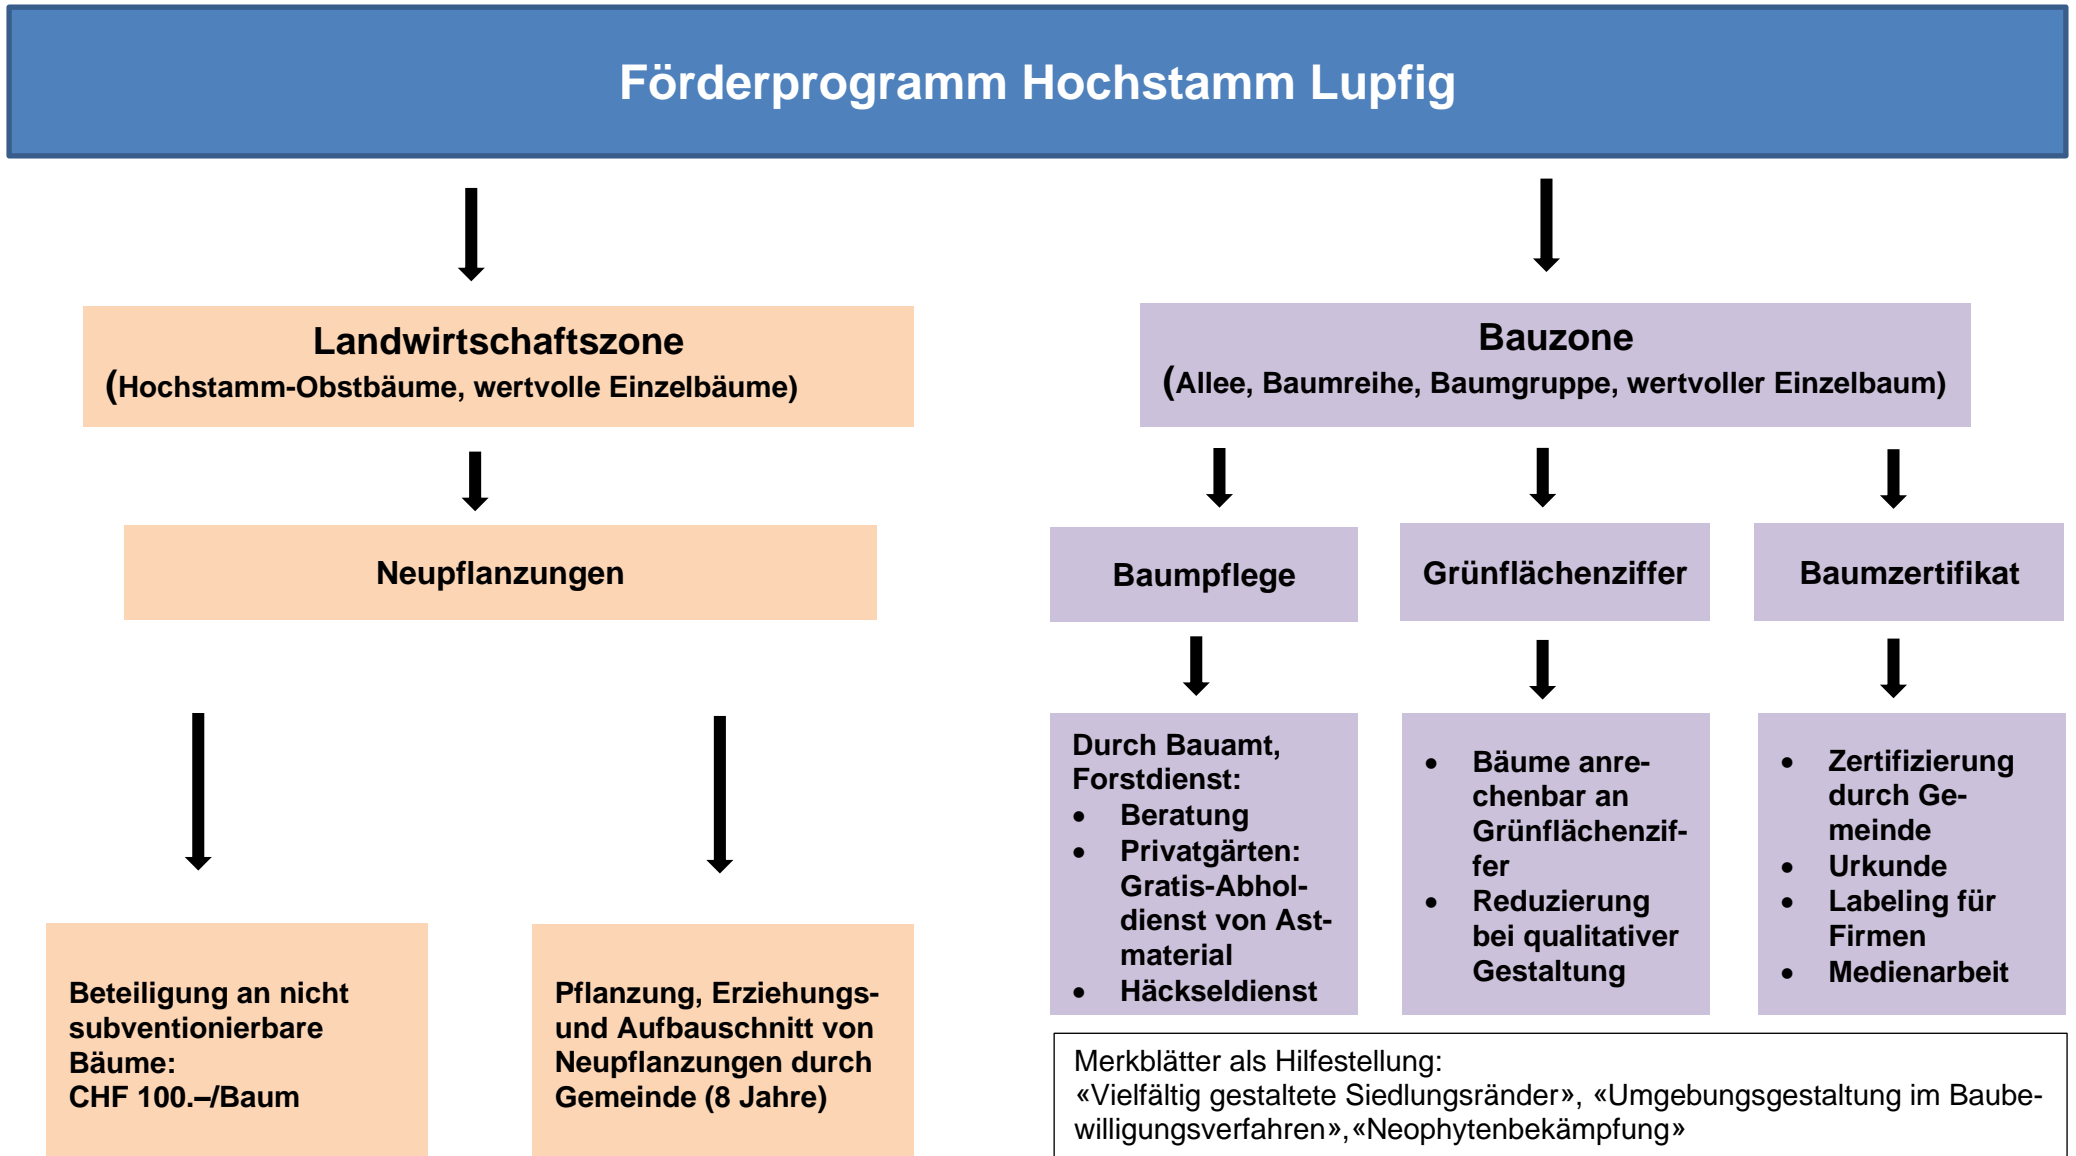 Förderprogramm Hochstamm Lupfig
Landwirtschaftszone
(Hochstamm-Obstbäume, wertvolle Einzelbäume)
Neupflanzungen
Beteiligung an nicht
subventionierbare
Bäume:
CHF 100.–/Baum
Pflanzung, Erziehungs-
und Aufbauschnitt von
Neupflanzungen durch
Gemeinde (8 Jahre)
Bauzone
(Allee, Baumreihe, Baumgruppe, wertvoller Einzelbaum)
Baumpflege
Durch Bauamt,
Forstdienst:
• Beratung
• Privatgärten:
Gratis-Abhol-
dienst von Ast-
material
• Häckseldienst
Grünflächenziffer
• Bäume anre-
chenbar an
Grünflächenzif-
fer
• Reduzierung
bei qualitativer
Gestaltung
Baumzertifikat
• Zertifizierung
durch Ge-
meinde
• Urkunde
• Labeling für
Firmen
• Medienarbeit
Merkblätter als Hilfestellung:
«Vielfältig gestaltete Siedlungsränder», «Umgebungsgestaltung im Baube-
willigungsverfahren»,«Neophytenbekämpfung»